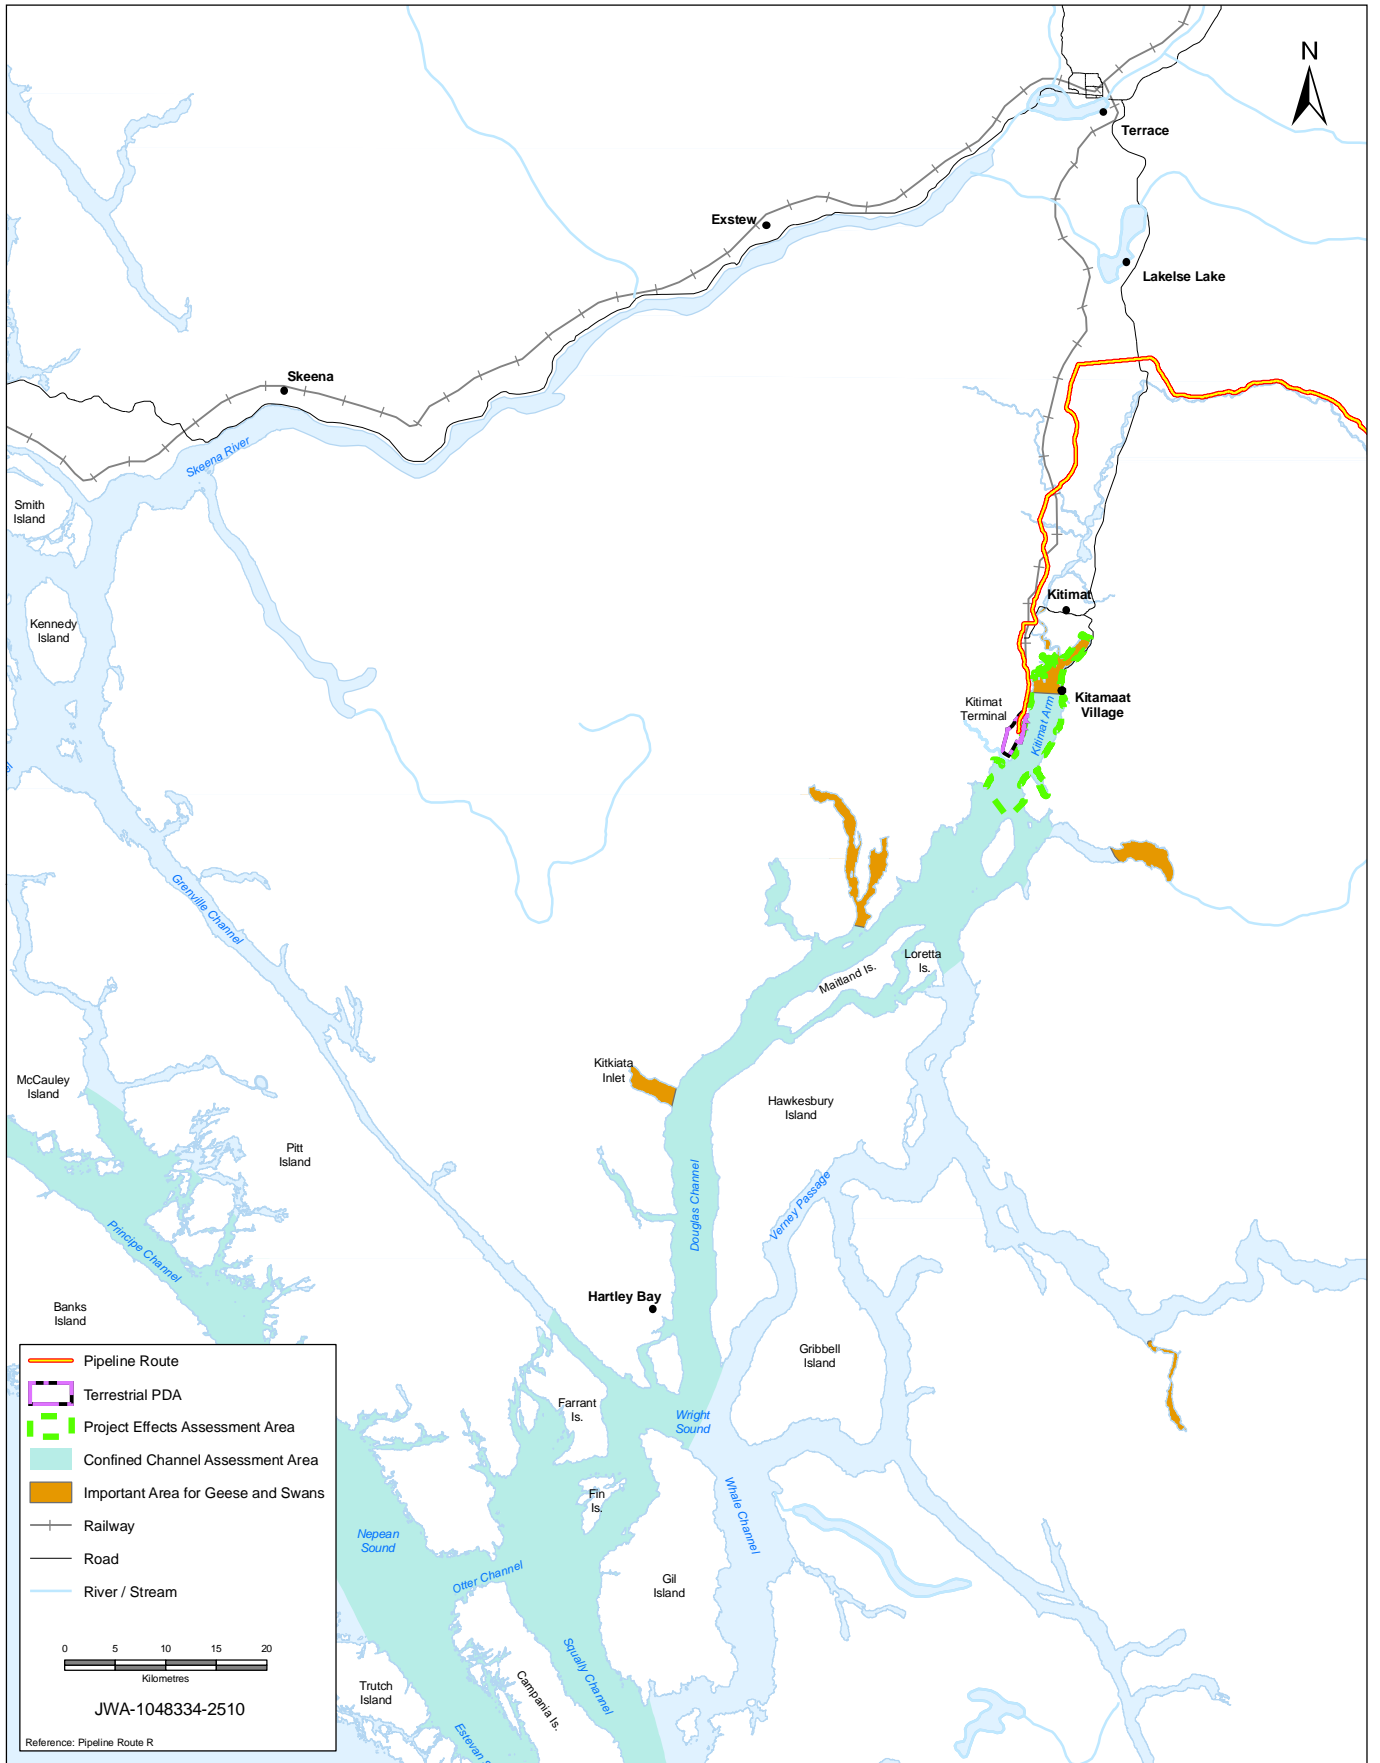 N
Terrace
Exstew
Lakelse Lake
Skeena
Skeena River
Smith
Island
Kennedy
Island
Kitimat
Kitimat
Terminal
Kitamaat
Village
Kitimat Arm
Grenville Channel
Loretta
Is.
Maitland Is.
Kitkiata
Inlet
McCauley
Island
Hawkesbury
Island
Pitt
Island
Douglas Channel
Verney Passage
Principe Channel
Banks
Island
Hartley Bay
Gribbell
Island
Farrant
Is.
Wright
Sound
Fin
Is.
Whale Channel
Nepean
Sound
Otter Channel
Gil
Island
Squally Channel
Campania Is.
Trutch
Island
Estevan
Pipeline Route
Terrestrial PDA
Project Effects Assessment Area
Confined Channel Assessment Area
Important Area for Geese and Swans
Railway
Road
River / Stream
0 5 10 15 20
Kilometres
JWA-1048334-2510
Reference: Pipeline Route R